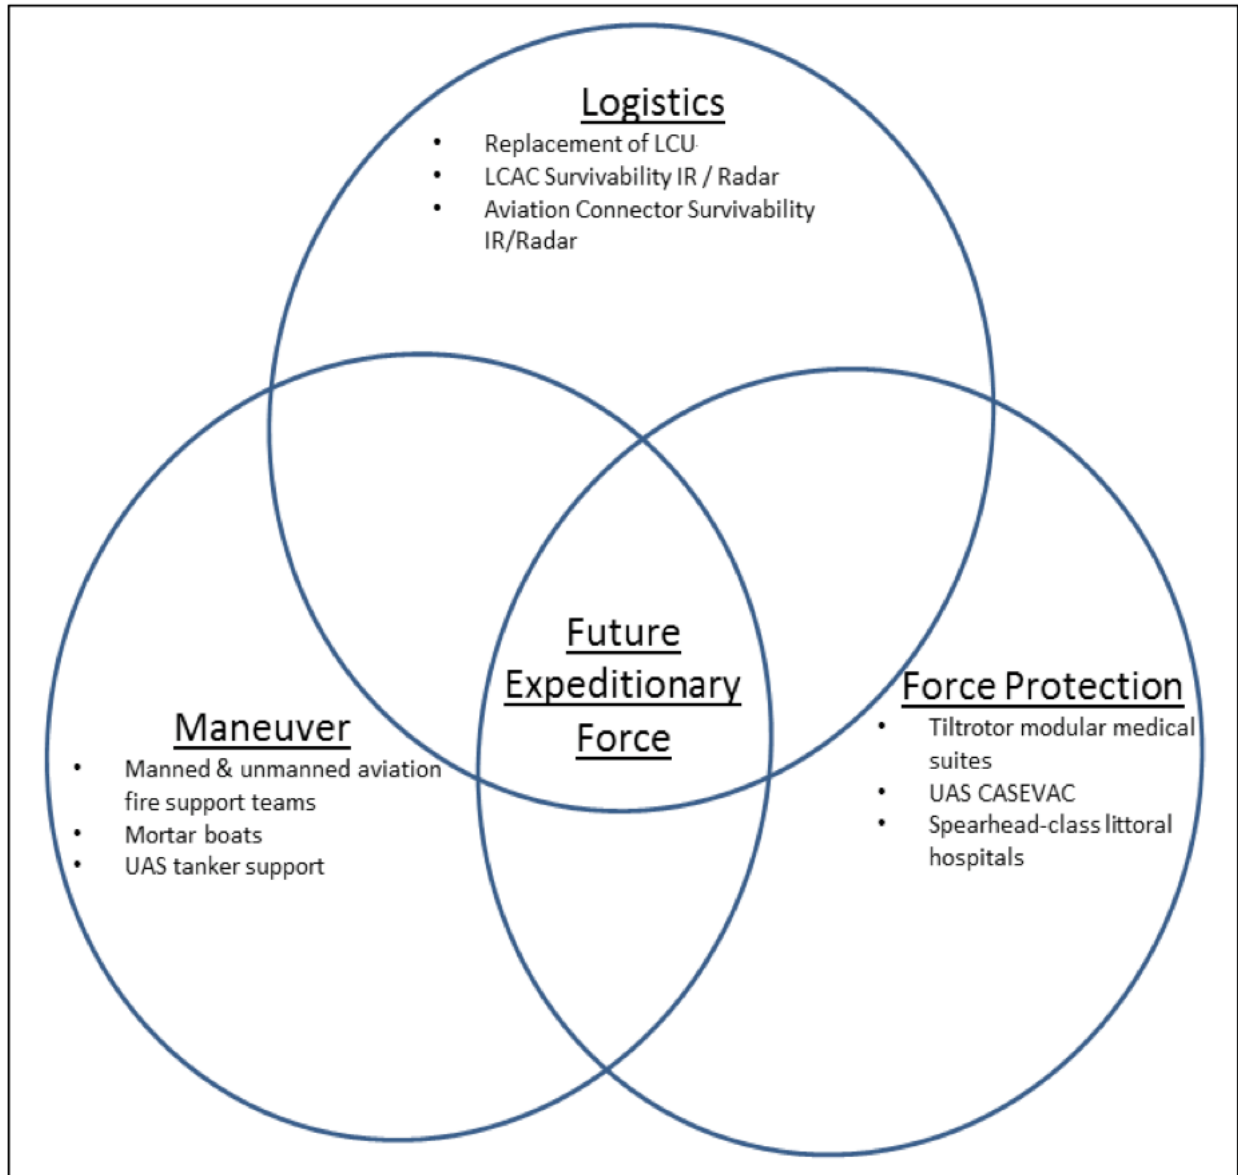 Logistics
• Replacement of LCU
• LCAC Survivability IR / Radar
• Aviation Connector Survivability
IR/Radar
Future
Expeditionary
Force
Maneuver
• Manned & unmanned aviation
fire support teams
• Mortar boats
• UAS tanker support
Force Protection
• Tiltrotor modular medical
suites
• UAS CASEVAC
• Spearhead-class littoral
hospitals